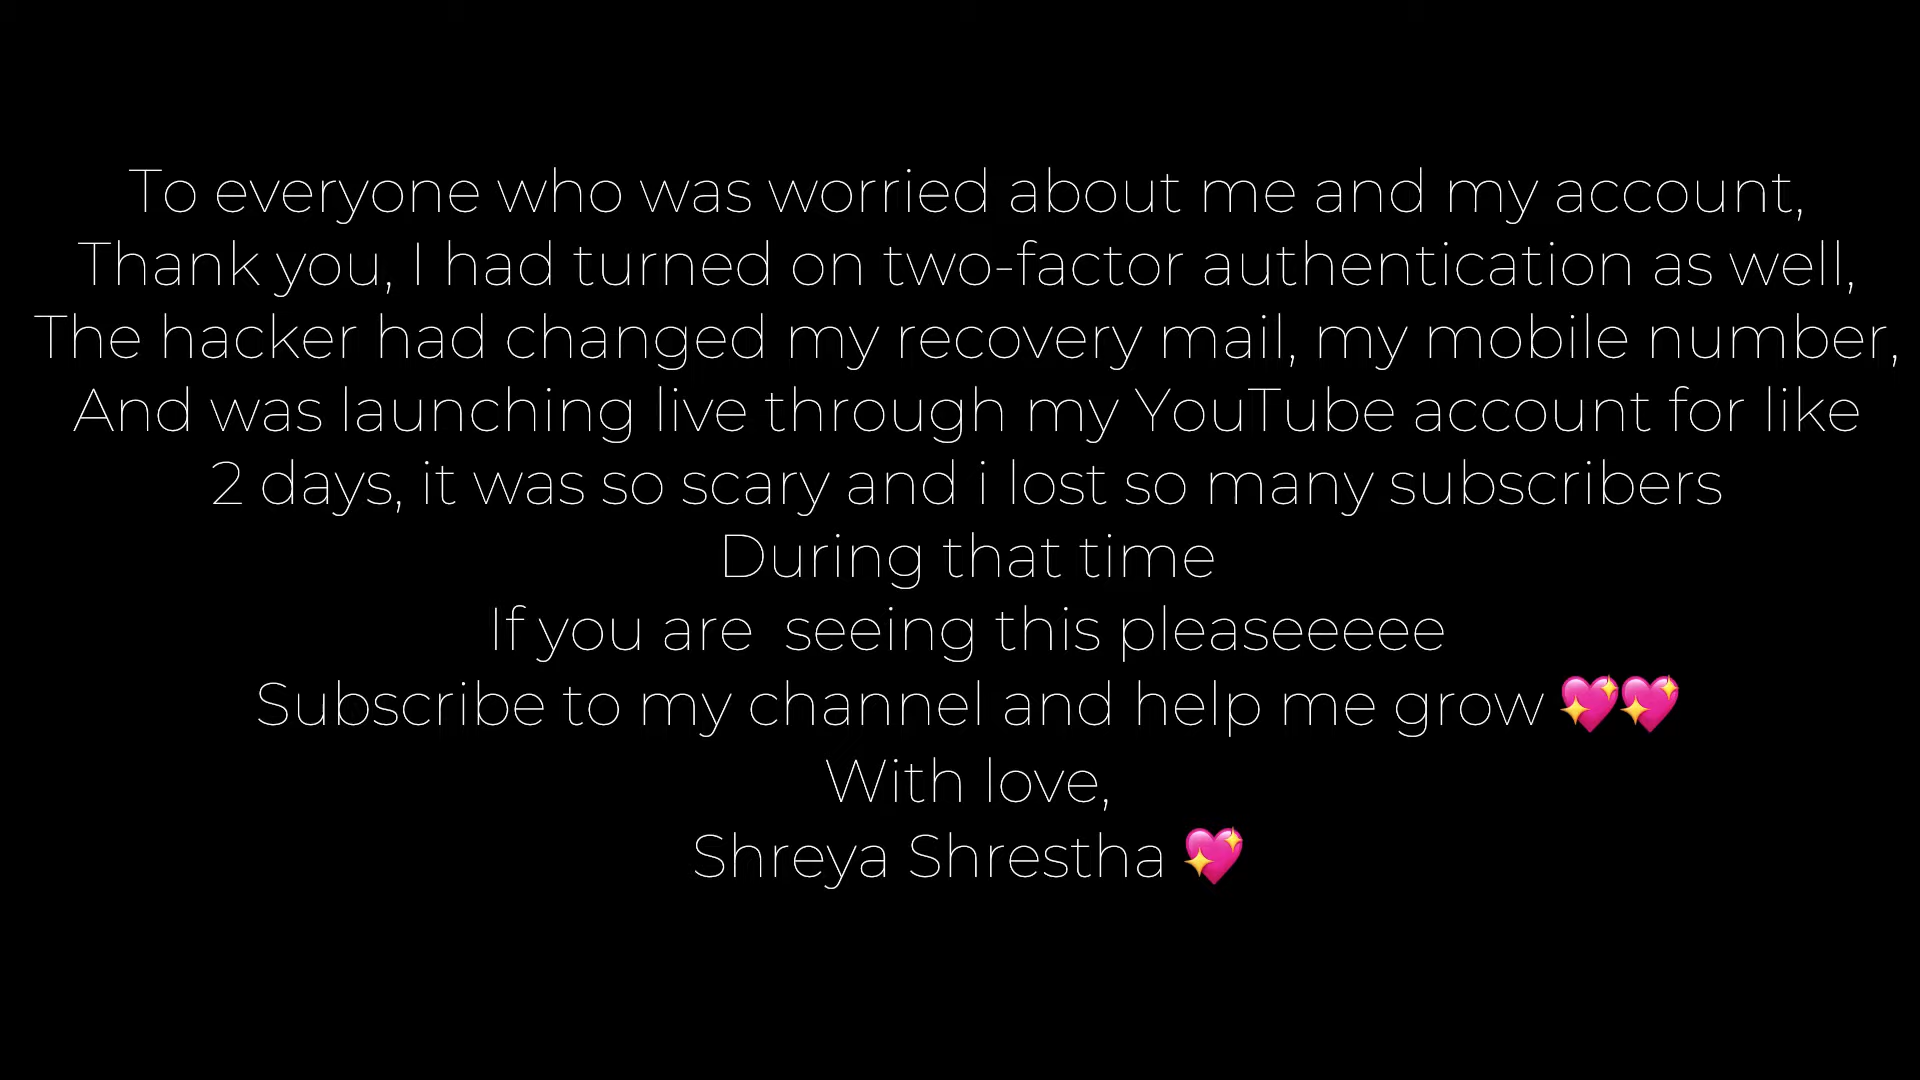 To everyone who was worried about me and my account,
Thank you, I had turned on two-factor authentication as well,
The hacker had changed my recovery mail, my mobile number,
And was launching live through my YouTube account for like
2 days, it was so scary and i lost so many subscribers
During that time
If you are  seeing this pleaseeeee
Subscribe to my channel and help me grow 💖💖
With love,
Shreya Shrestha 💖